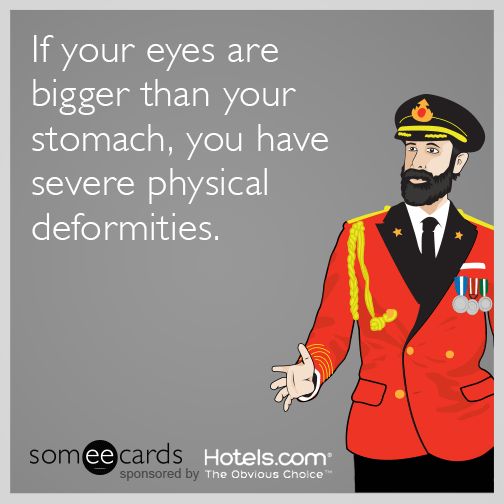 If your eyes are
bigger than your
stomach, you have
severe physical
deformities.
someecards
sponsored by
Hotels.com®
The Obvious Choice™